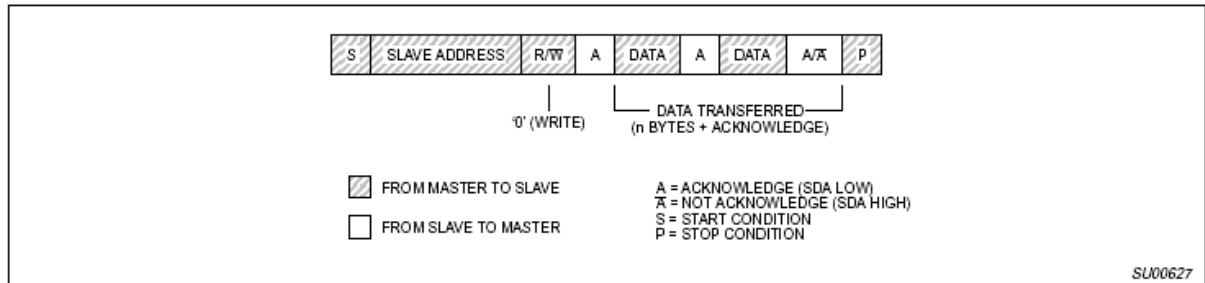 S SLAVE ADDRESS R/W̅ A DATA A DATA A/A̅ P
'0' (WRITE)
DATA TRANSFERRED
(n BYTES + ACKNOWLEDGE)
FROM MASTER TO SLAVE
FROM SLAVE TO MASTER
A = ACKNOWLEDGE (SDA LOW)
A̅ = NOT ACKNOWLEDGE (SDA HIGH)
S = START CONDITION
P = STOP CONDITION
SU00627